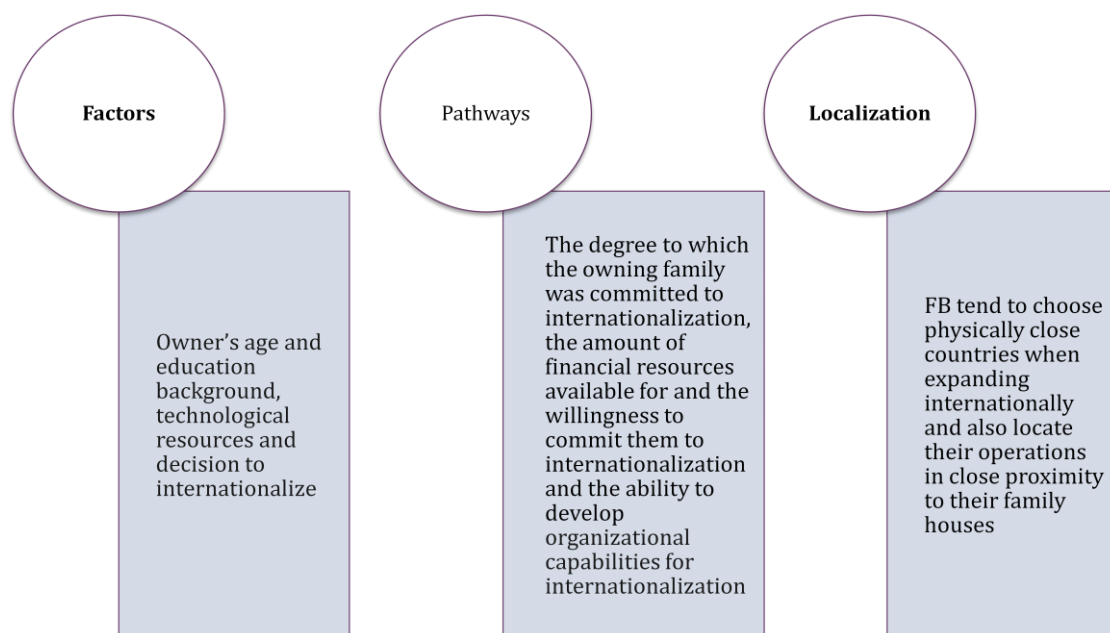 Factors
Owner’s age and
education
background,
technological
resources and
decision to
internationalize
Pathways
The degree to which
the owning family
was committed to
internationalization,
the amount of
financial resources
available for and the
willingness to
commit them to
internationalization
and the ability to
develop
organizational
capabilities for
internationalization
Localization
FB tend to choose
physically close
countries when
expanding
internationally
and also locate
their operations
in close proximity
to their family
houses